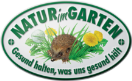 NATUR im GARTEN
Gesund halten, was uns gesund hält